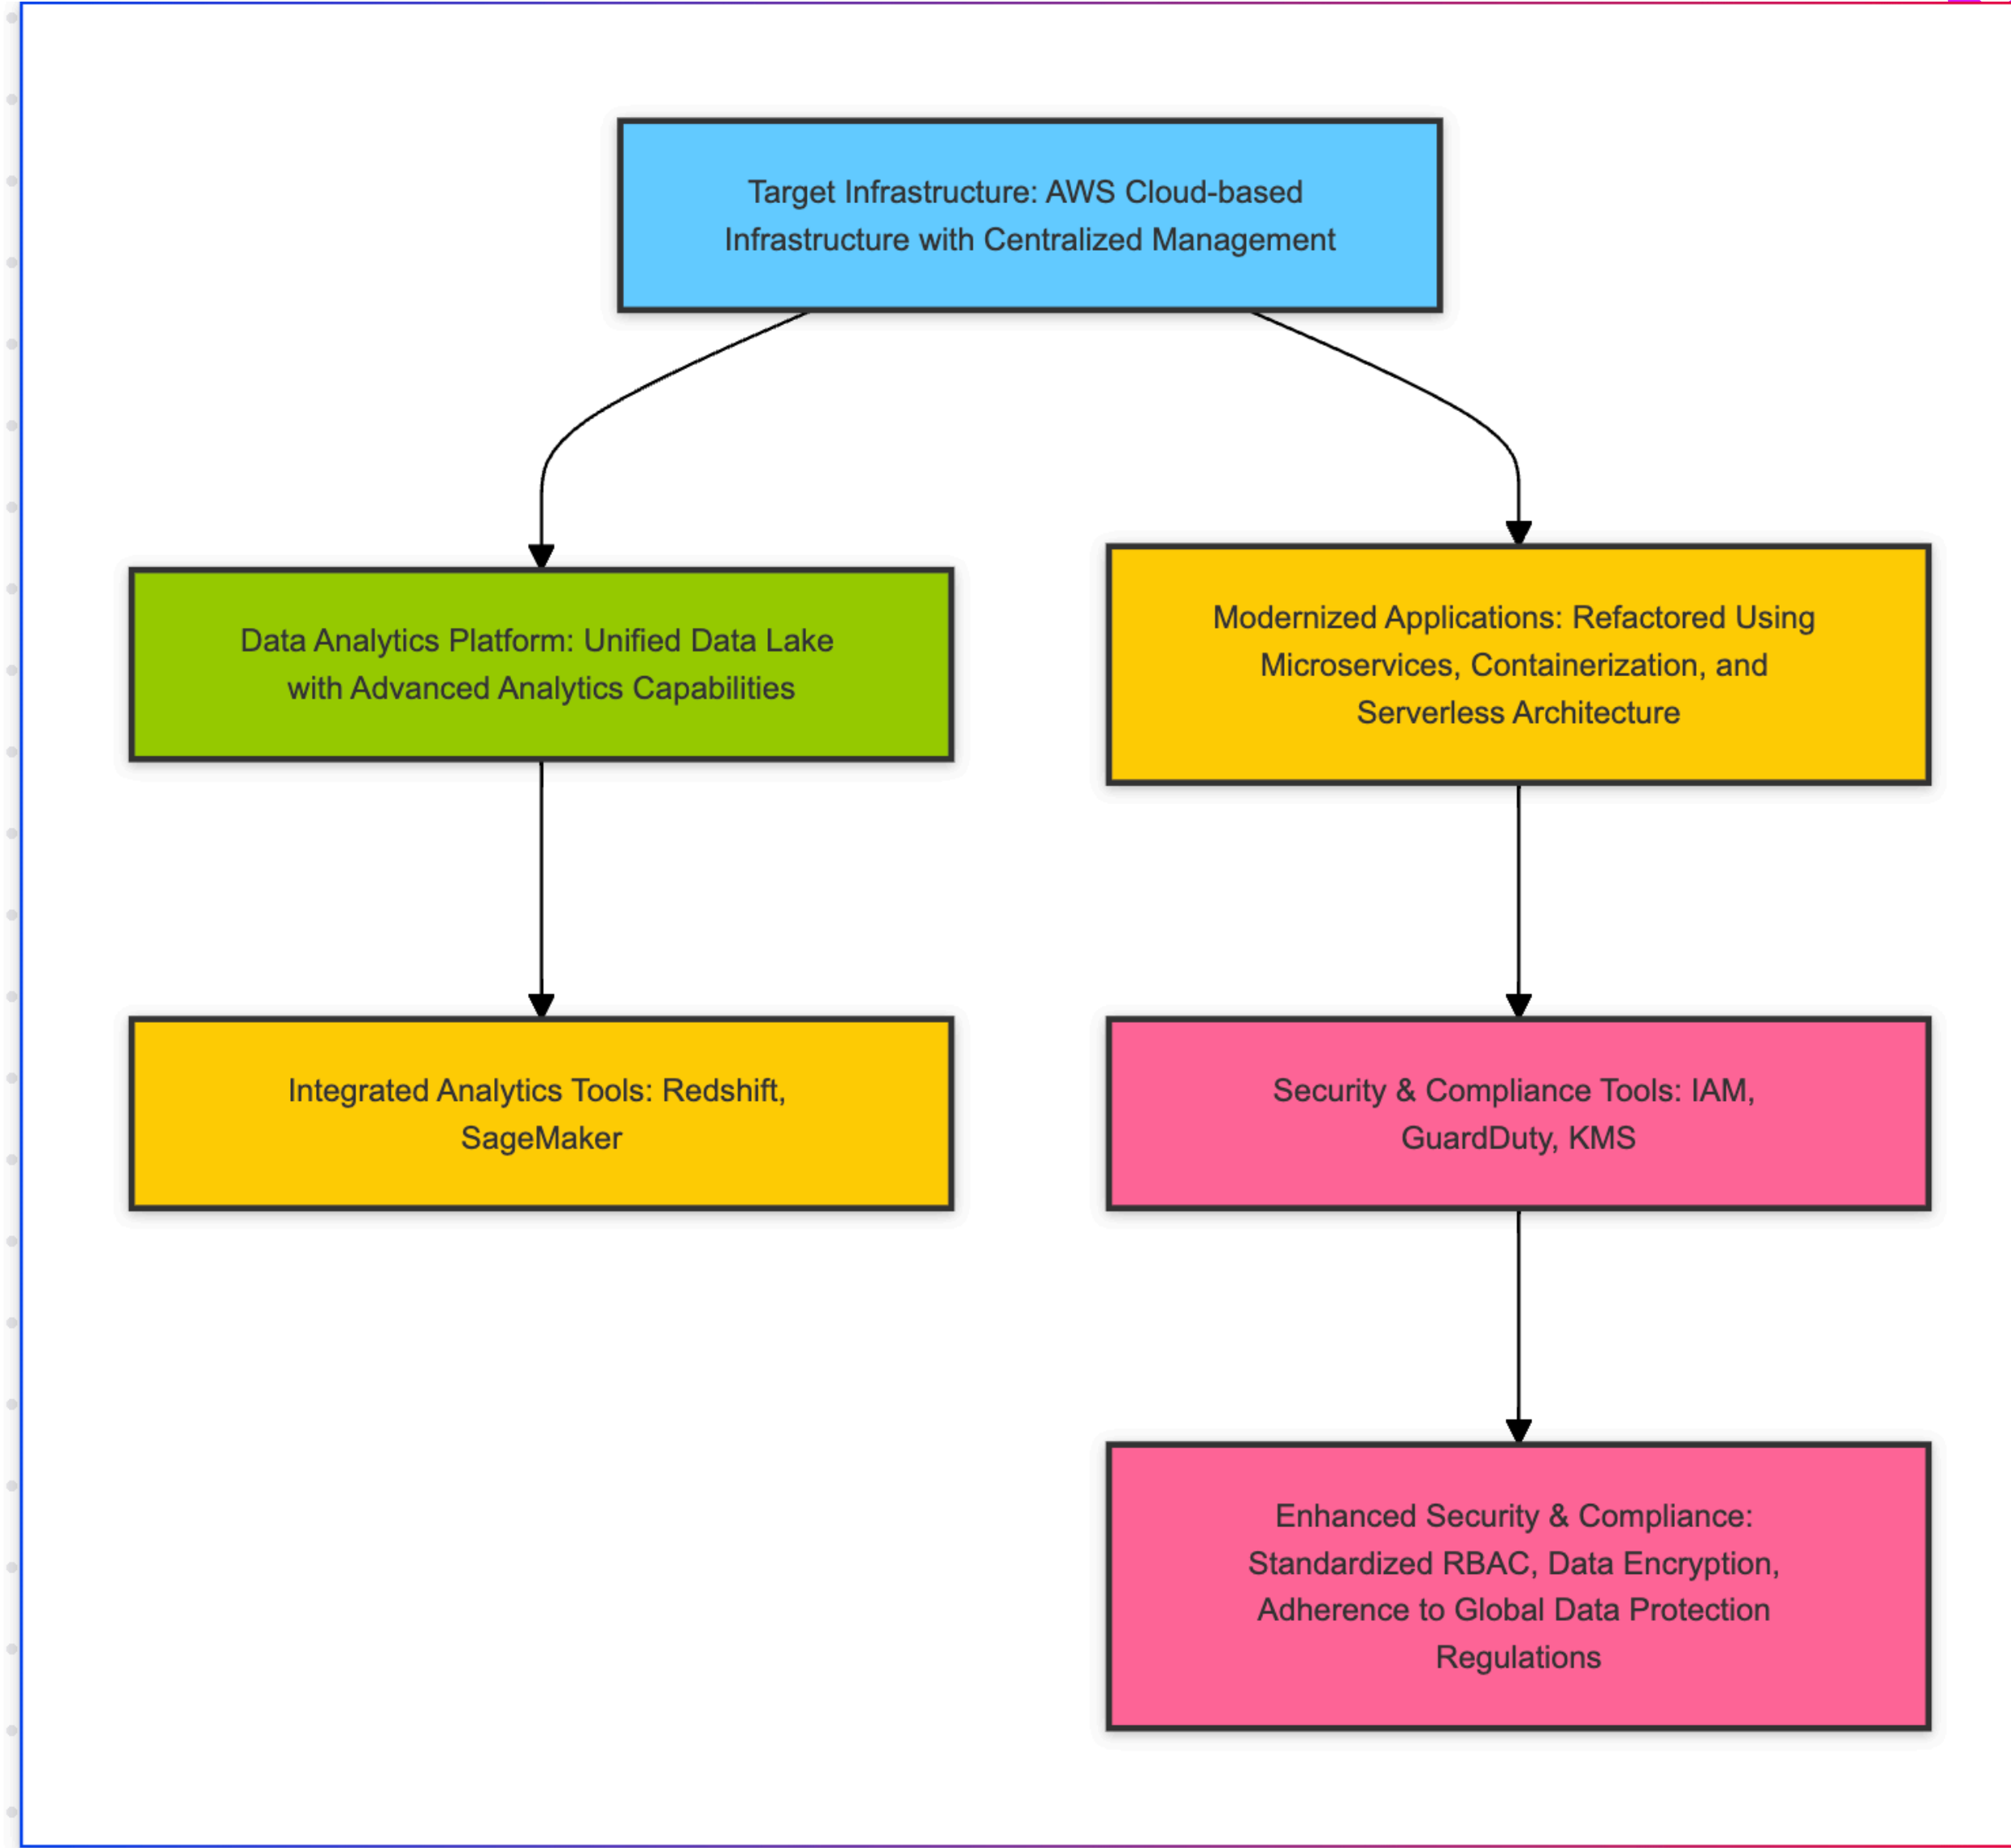 Target Infrastructure: AWS Cloud-based
Infrastructure with Centralized Management
Data Analytics Platform: Unified Data Lake
with Advanced Analytics Capabilities
Modernized Applications: Refactored Using
Microservices, Containerization, and
Serverless Architecture
Integrated Analytics Tools: Redshift,
SageMaker
Security & Compliance Tools: IAM,
GuardDuty, KMS
Enhanced Security & Compliance:
Standardized RBAC, Data Encryption,
Adherence to Global Data Protection
Regulations